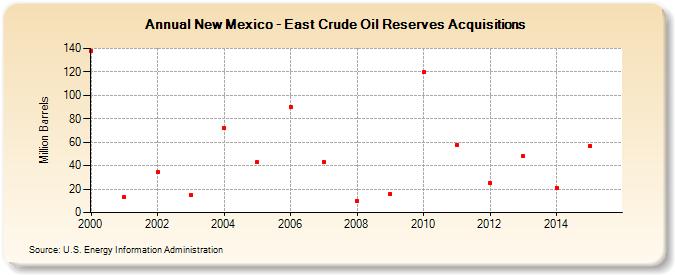 Annual New Mexico - East Crude Oil Reserves Acquisitions
Million Barrels
140
120
100
80
60
40
20
0
2000 2002 2004 2006 2008 2010 2012 2014
Source: U.S. Energy Information Administration